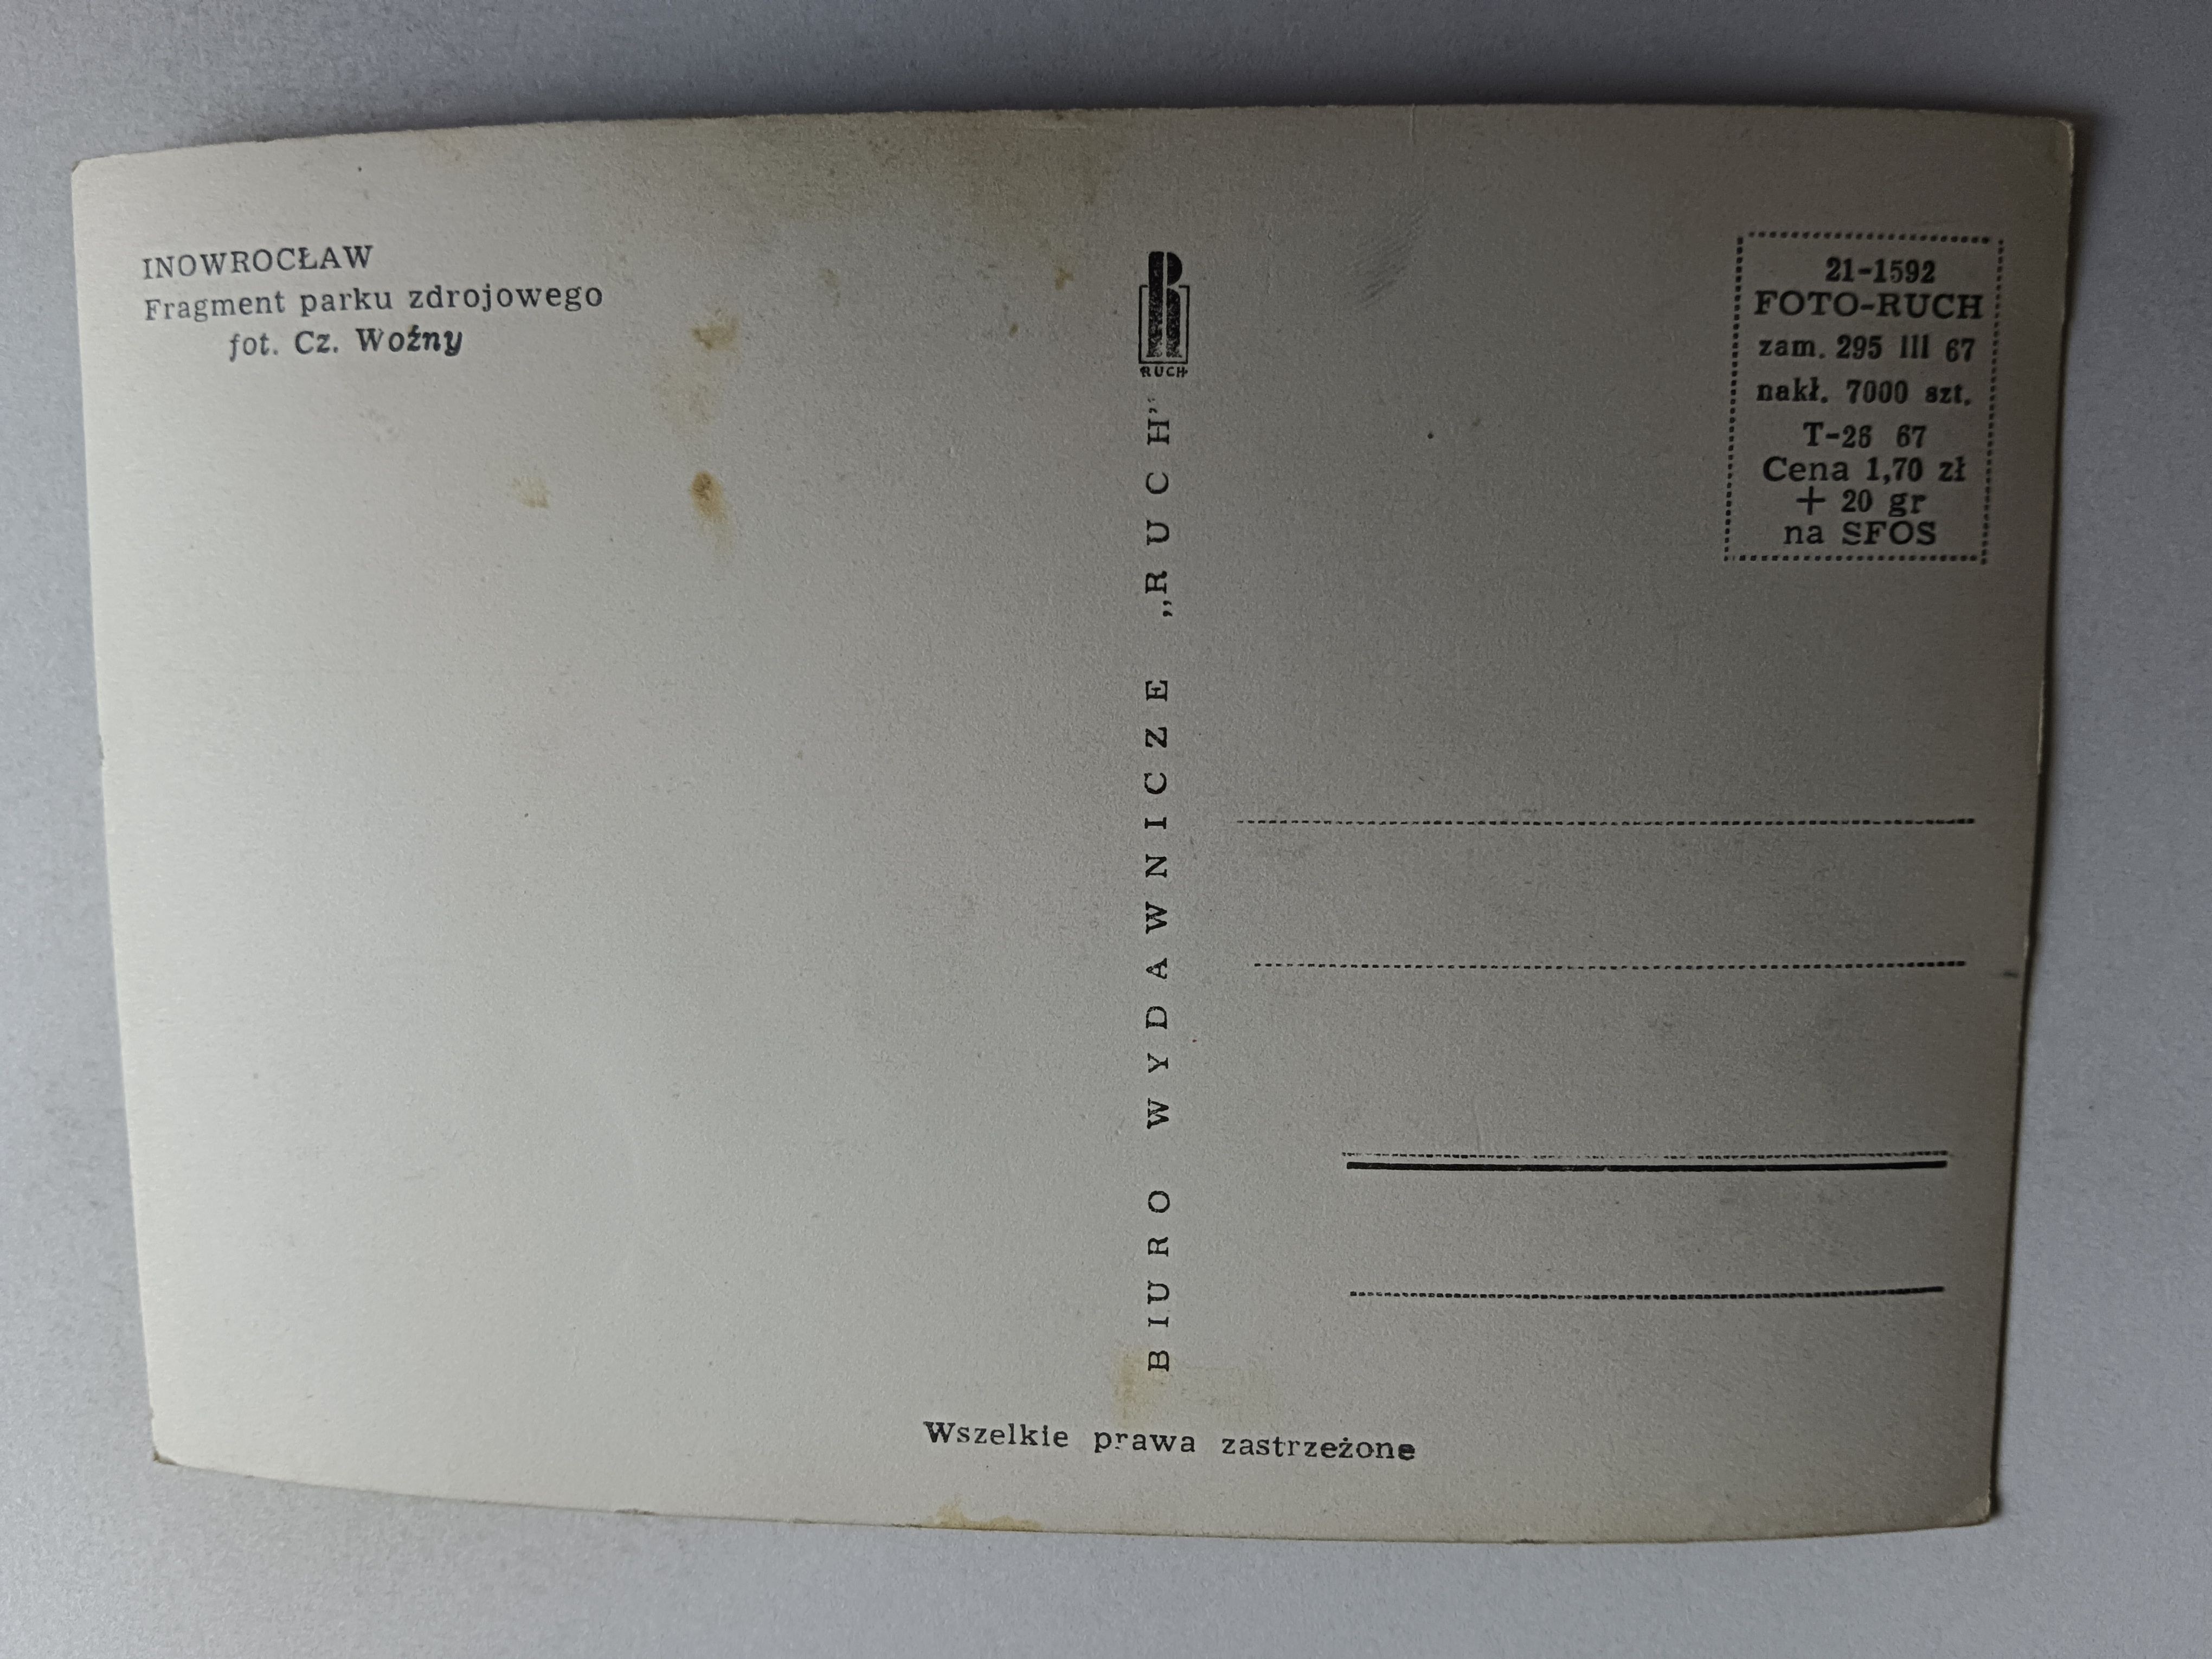 INOWROCŁAW
Fragment parku zdrojowego
fot. Cz. Woźny
RUCH
BIURO WYDAWNICZE „RUCH”
21-1592
FOTO-RUCH
zam. 295 III 67
nakł. 7000 szt.
T-26 67
Cena 1,70 zł
+ 20 gr
na SFOS
Wszelkie prawa zastrzeżone